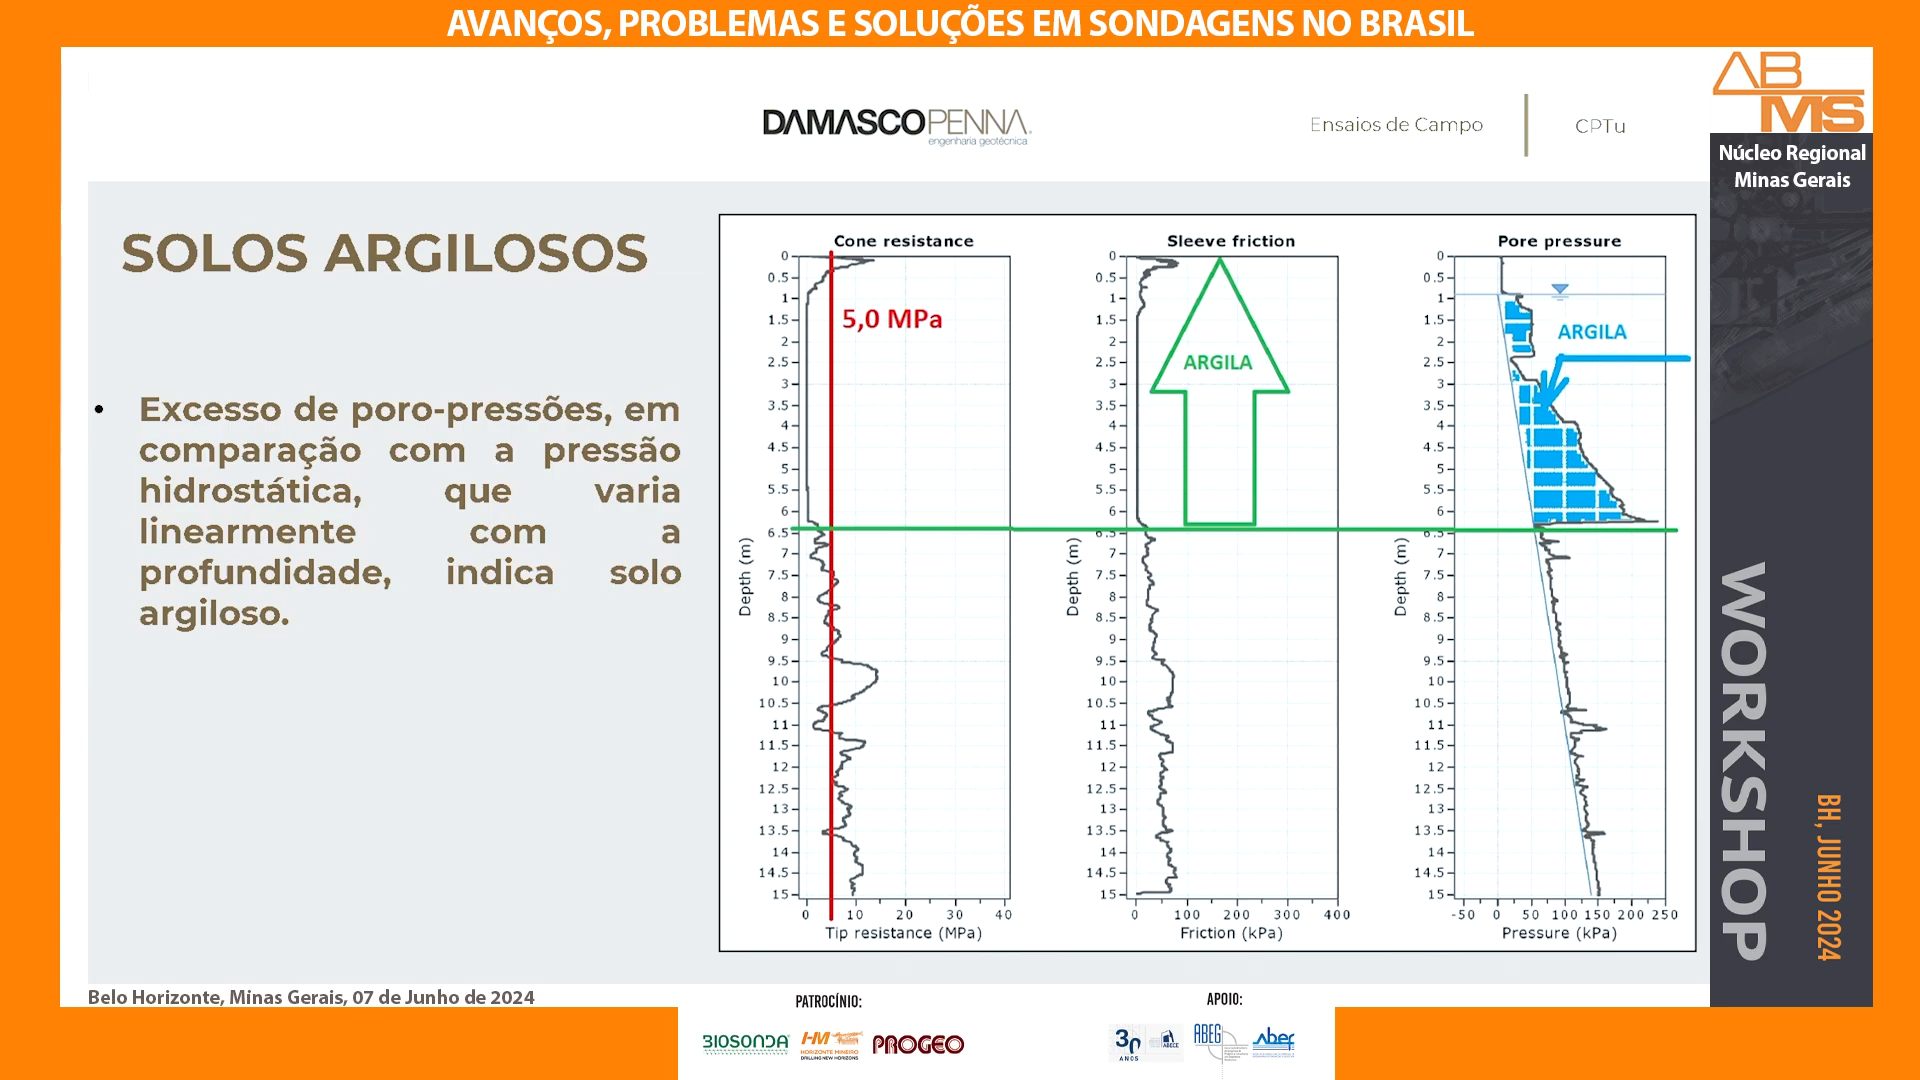 AVANÇOS, PROBLEMAS E SOLUÇÕES EM SONDAGENS NO BRASIL
ABMS
Núcleo Regional
Minas Gerais
DAMASCOPENNA
engenharia geotécnica
Ensaios de Campo
CPTu
SOLOS ARGILOSOS
• Excesso de poro-pressões, em
comparação com a pressão
hidrostática, que varia
linearmente com a
profundidade, indica solo
argiloso.
Cone resistance
0
0.5
1
1.5
2
2.5
3
3.5
4
4.5
5
5.5
6
6.5
7
7.5
8
8.5
9
9.5
10
10.5
11
11.5
12
12.5
13
13.5
14
14.5
15
Depth (m)
5,0 MPa
0 10 20 30 40
Tip resistance (MPa)
Sleeve friction
0
0.5
1
1.5
2
2.5
3
3.5
4
4.5
5
5.5
6
6.5
7
7.5
8
8.5
9
9.5
10
10.5
11
11.5
12
12.5
13
13.5
14
14.5
15
Depth (m)
ARGILA
0 100 200 300 400
Friction (kPa)
Pore pressure
0
0.5
1
1.5
2
2.5
3
3.5
4
4.5
5
5.5
6
6.5
7
7.5
8
8.5
9
9.5
10
10.5
11
11.5
12
12.5
13
13.5
14
14.5
15
Depth (m)
ARGILA
-50 0 50 100 150 200 250
Pressure (kPa)
WORKSHOP
BH, JUNHO 2024
Belo Horizonte, Minas Gerais, 07 de Junho de 2024
PATROCÍNIO:
BIOSONDA
HM
HORIZONTE MINEIRO
DRILLING NEW HORIZONS
PROGEO
APOIO:
30
ANOS
ABECE
ABEG
abef